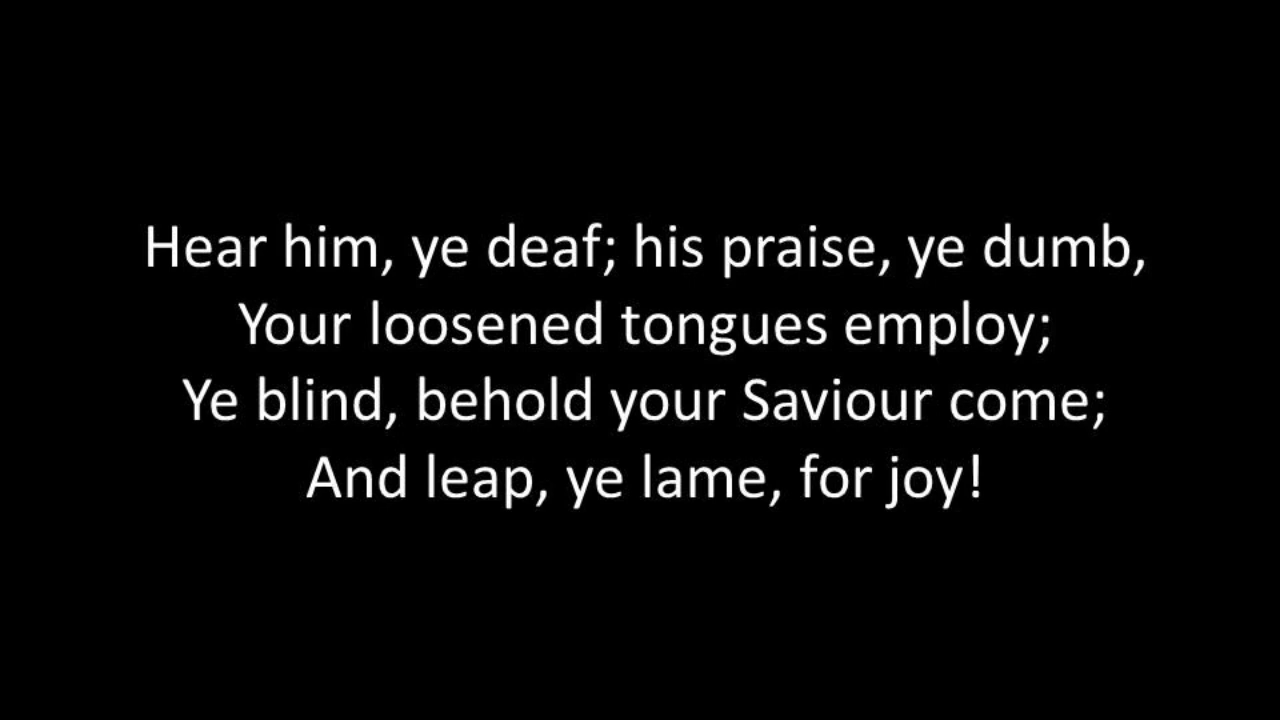 Hear him, ye deaf; his praise, ye dumb,
Your loosened tongues employ;
Ye blind, behold your Saviour come;
And leap, ye lame, for joy!